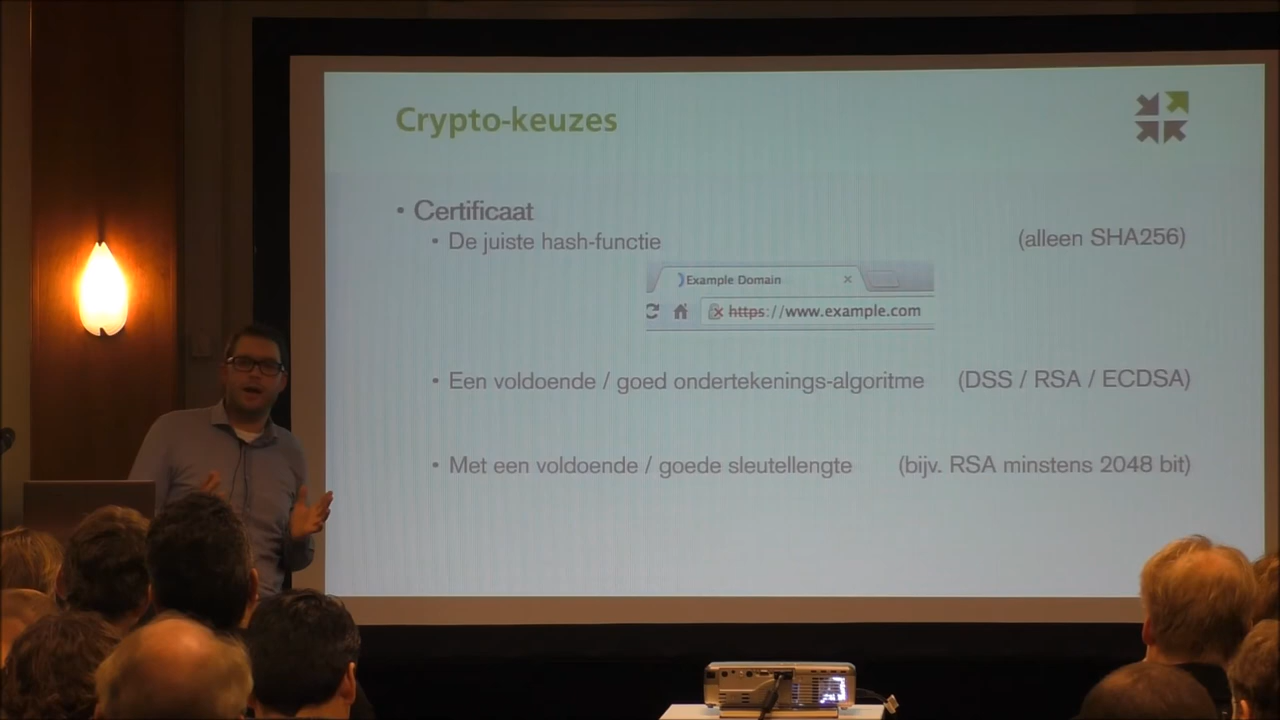 Crypto-keuzes
• Certificaat
• De juiste hash-functie (alleen SHA256)
Example Domain ×
https://www.example.com
• Een voldoende / goed ondertekenings-algoritme (DSS / RSA / ECDSA)
• Met een voldoende / goede sleutellengte (bijv. RSA minstens 2048 bit)